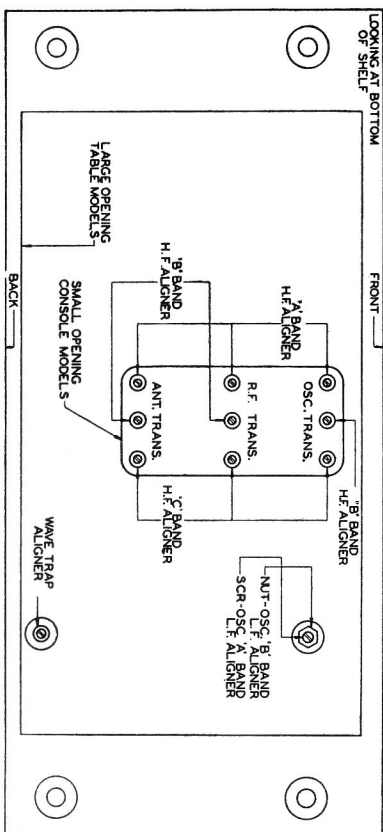 LOOKING AT BOTTOM
OF SHELF
FRONT
'A' BAND
H.F. ALIGNER
"B" BAND
H.F. ALIGNER
NUT-OSC. 'B' BAND
L.F. ALIGNER
SCR-OSC. 'A' BAND
L.F. ALIGNER
OSC. TRANS.
R.F. TRANS.
ANT. TRANS.
'B' BAND
H.F. ALIGNER
'C' BAND
H.F. ALIGNER
LARGE OPENING
TABLE MODELS
SMALL OPENING
CONSOLE MODELS
WAVE TRAP
ALIGNER
BACK